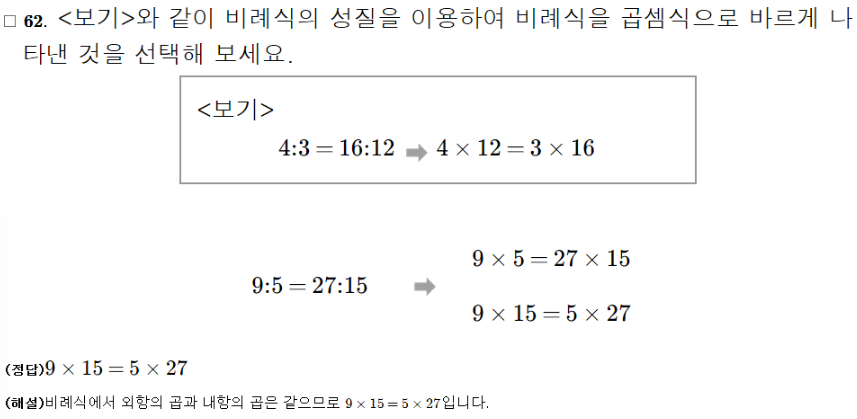 □ 62. <보기>와 같이 비례식의 성질을 이용하여 비례식을 곱셈식으로 바르게 나
타낸 것을 선택해 보세요.
<보기>
4:3 = 16:12 ➡ 4 × 12 = 3 × 16
9 × 5 = 27 × 15
9:5 = 27:15 ➡
9 × 15 = 5 × 27
(정답)9 × 15 = 5 × 27
(해설)비례식에서 외항의 곱과 내항의 곱은 같으므로 9 × 15 = 5 × 27입니다.